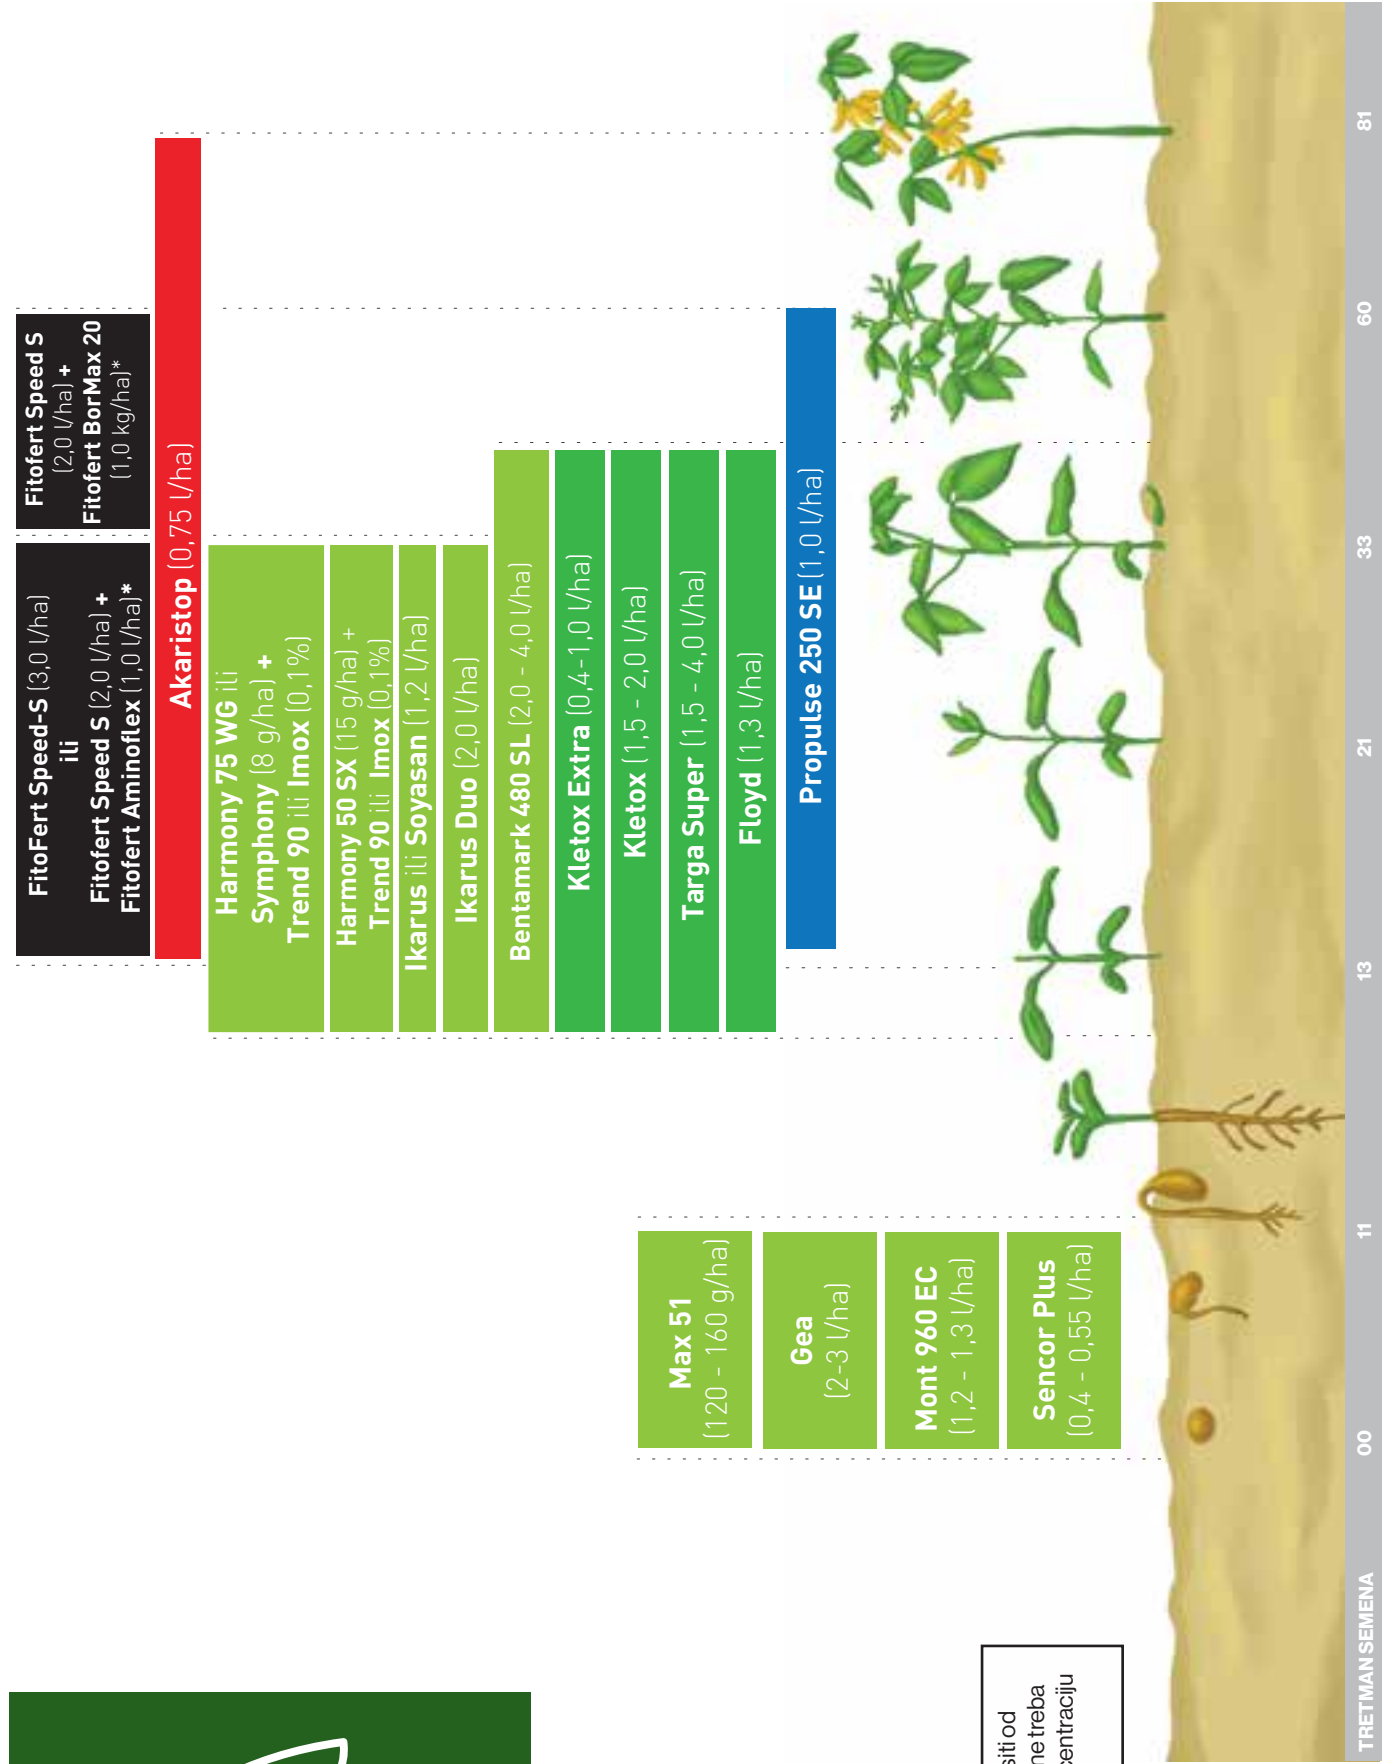 FitoFert Speed-S (3,0 l/ha)
ili
Fitofert Speed S (2,0 l/ha) +
Fitofert Aminoflex (1,0 l/ha)*
Fitofert Speed S
(2,0 l/ha) +
Fitofert BorMax 20
(1,0 kg/ha)*
Akaristop (0,75 l/ha)
Harmony 75 WG ili
Symphony (8 g/ha) +
Trend 90 ili Imox (0,1%)
Harmony 50 SX (15 g/ha) +
Trend 90 ili Imox (0,1%)
Ikarus ili Soyasan (1,2 l/ha)
Ikarus Duo (2,0 l/ha)
Bentamark 480 SL (2,0 - 4,0 l/ha)
Kletox Extra (0,4-1,0 l/ha)
Kletox (1,5 - 2,0 l/ha)
Targa Super (1,5 - 4,0 l/ha)
Floyd (1,3 l/ha)
Propulse 250 SE (1,0 l/ha)
Max 51
(120 - 160 g/ha)
Gea
(2-3 l/ha)
Mont 960 EC
(1,2 - 1,3 l/ha)
Sencor Plus
(0,4 - 0,55 l/ha)
siti od
ne treba
centraciju
TRETMAN SEMENA 00 11 13 21 33 60 81